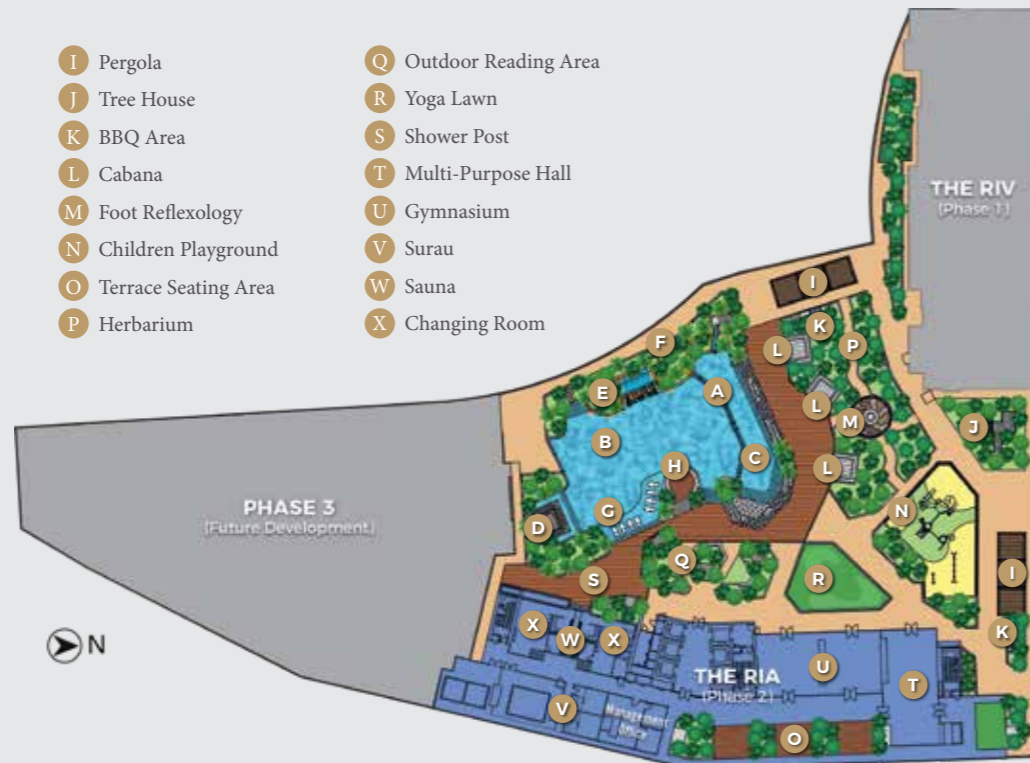 I Pergola
J Tree House
K BBQ Area
L Cabana
M Foot Reflexology
N Children Playground
O Terrace Seating Area
P Herbarium
Q Outdoor Reading Area
R Yoga Lawn
S Shower Post
T Multi-Purpose Hall
U Gymnasium
V Surau
W Sauna
X Changing Room
THE RIV
(Phase 1)
I
F
K
L
P
E
A
L
M
J
B
C
H
L
PHASE 3
(Future Development)
D
G
N
Q
I
S
R
N
X
W
X
K
THE RIA
(Phase 2)
U
T
V
Management
Office
O